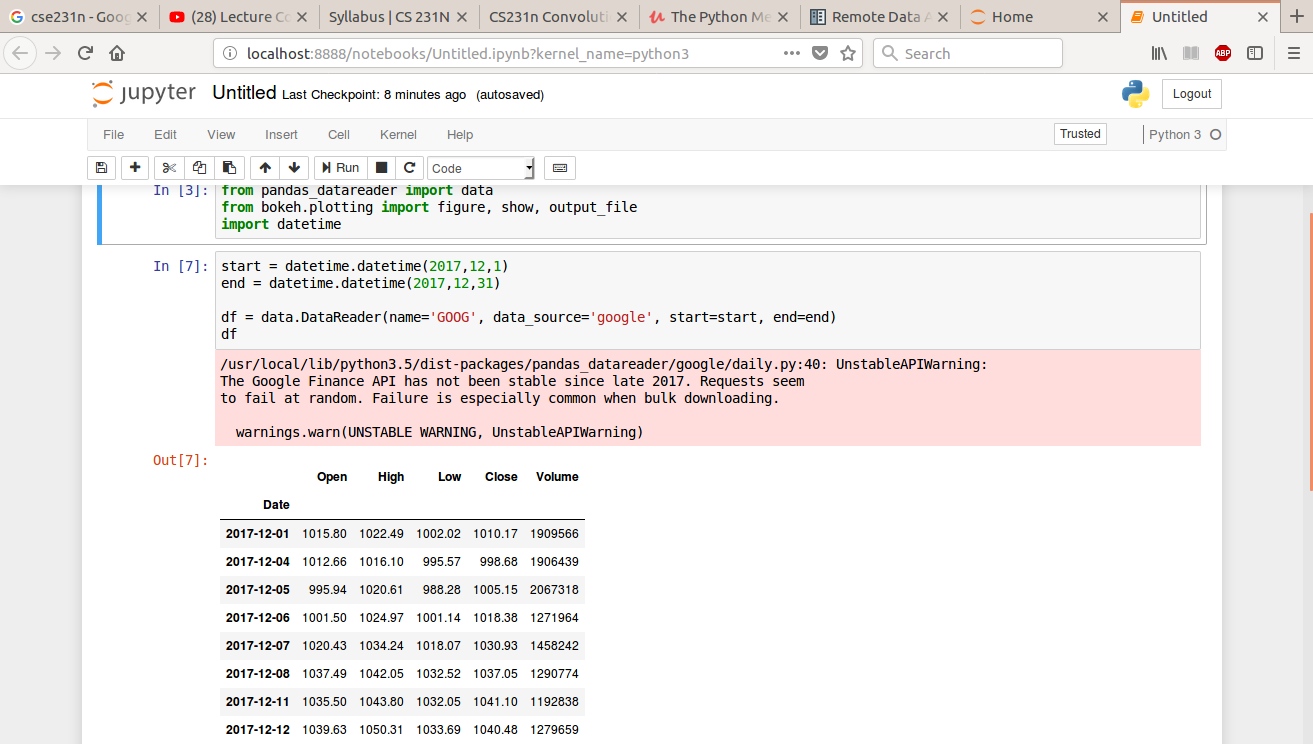 cse231n - Goog
(28) Lecture Co
Syllabus | CS 231N
CS231n Convoluti
The Python Me
Remote Data A
Home
Untitled
localhost:8888/notebooks/Untitled.ipynb?kernel_name=python3
Search
ABP
jupyter Untitled Last Checkpoint: 8 minutes ago (autosaved)
Logout
File Edit View Insert Cell Kernel Help
Trusted
Python 3
Run
Code
In [3]: from pandas_datareader import data
from bokeh.plotting import figure, show, output_file
import datetime
In [7]: start = datetime.datetime(2017,12,1)
end = datetime.datetime(2017,12,31)
df = data.DataReader(name='GOOG', data_source='google', start=start, end=end)
df
/usr/local/lib/python3.5/dist-packages/pandas_datareader/google/daily.py:40: UnstableAPIWarning:
The Google Finance API has not been stable since late 2017. Requests seem
to fail at random. Failure is especially common when bulk downloading.
warnings.warn(UNSTABLE WARNING, UnstableAPIWarning)
Out[7]:
Open High Low Close Volume
Date
2017-12-01 1015.80 1022.49 1002.02 1010.17 1909566
2017-12-04 1012.66 1016.10 995.57 998.68 1906439
2017-12-05 995.94 1020.61 988.28 1005.15 2067318
2017-12-06 1001.50 1024.97 1001.14 1018.38 1271964
2017-12-07 1020.43 1034.24 1018.07 1030.93 1458242
2017-12-08 1037.49 1042.05 1032.52 1037.05 1290774
2017-12-11 1035.50 1043.80 1032.05 1041.10 1192838
2017-12-12 1039.63 1050.31 1033.69 1040.48 1279659